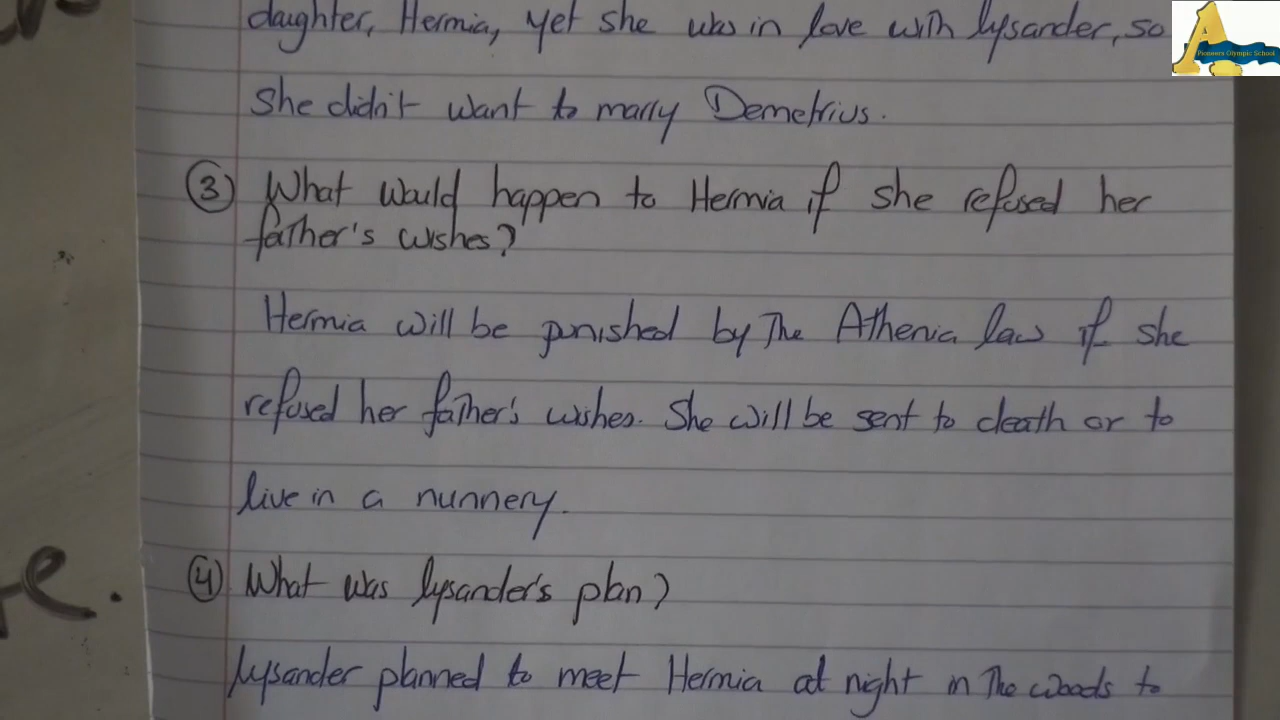 daughter, Hermia, yet she was in love with lysander, so
she didn't want to marry Demetrius.
③ What would happen to Hermia if she refused her
father's wishes?
Hermia will be punished by The Athenia law if she
refused her father's wishes. She will be sent to death or to
live in a nunnery.
④ What was lysander's plan?
lysander planned to meet Hermia at night in The woods to
e.
Pioneers Olympic School